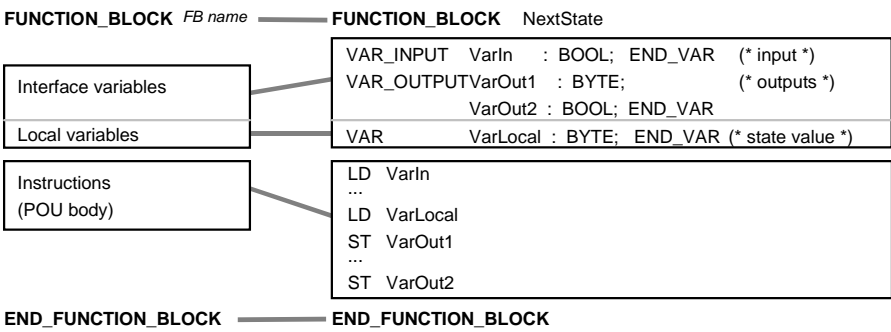 FUNCTION_BLOCK FB name FUNCTION_BLOCK NextState
VAR_INPUT VarIn : BOOL; END_VAR (* input *)
Interface variables VAR_OUTPUTVarOut1 : BYTE; (* outputs *)
VarOut2 : BOOL; END_VAR
Local variables VAR VarLocal : BYTE; END_VAR (* state value *)
Instructions
(POU body)
LD VarIn
...
LD VarLocal
ST VarOut1
...
ST VarOut2
END_FUNCTION_BLOCK END_FUNCTION_BLOCK